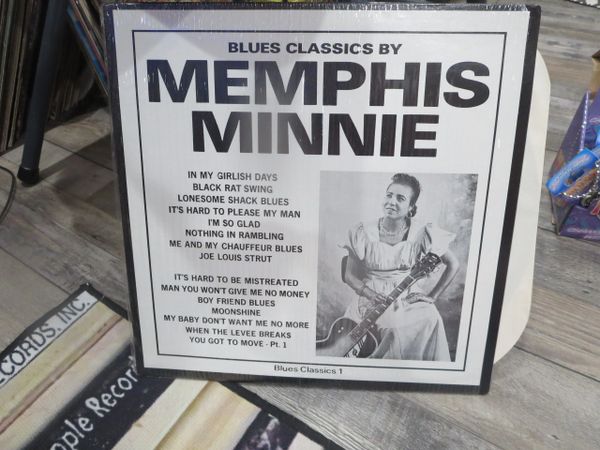 BLUES CLASSICS BY
MEMPHIS
MINNIE
IN MY GIRLISH DAYS
BLACK RAT SWING
LONESOME SHACK BLUES
IT'S HARD TO PLEASE MY MAN
I'M SO GLAD
NOTHING IN RAMBLING
ME AND MY CHAUFFEUR BLUES
JOE LOUIS STRUT
IT'S HARD TO BE MISTREATED
MAN YOU WON'T GIVE ME NO MONEY
BOY FRIEND BLUES
MOONSHINE
MY BABY DON'T WANT ME NO MORE
WHEN THE LEVEE BREAKS
YOU GOT TO MOVE - Pt. 1
Blues Classics 1
CORDS, INC.